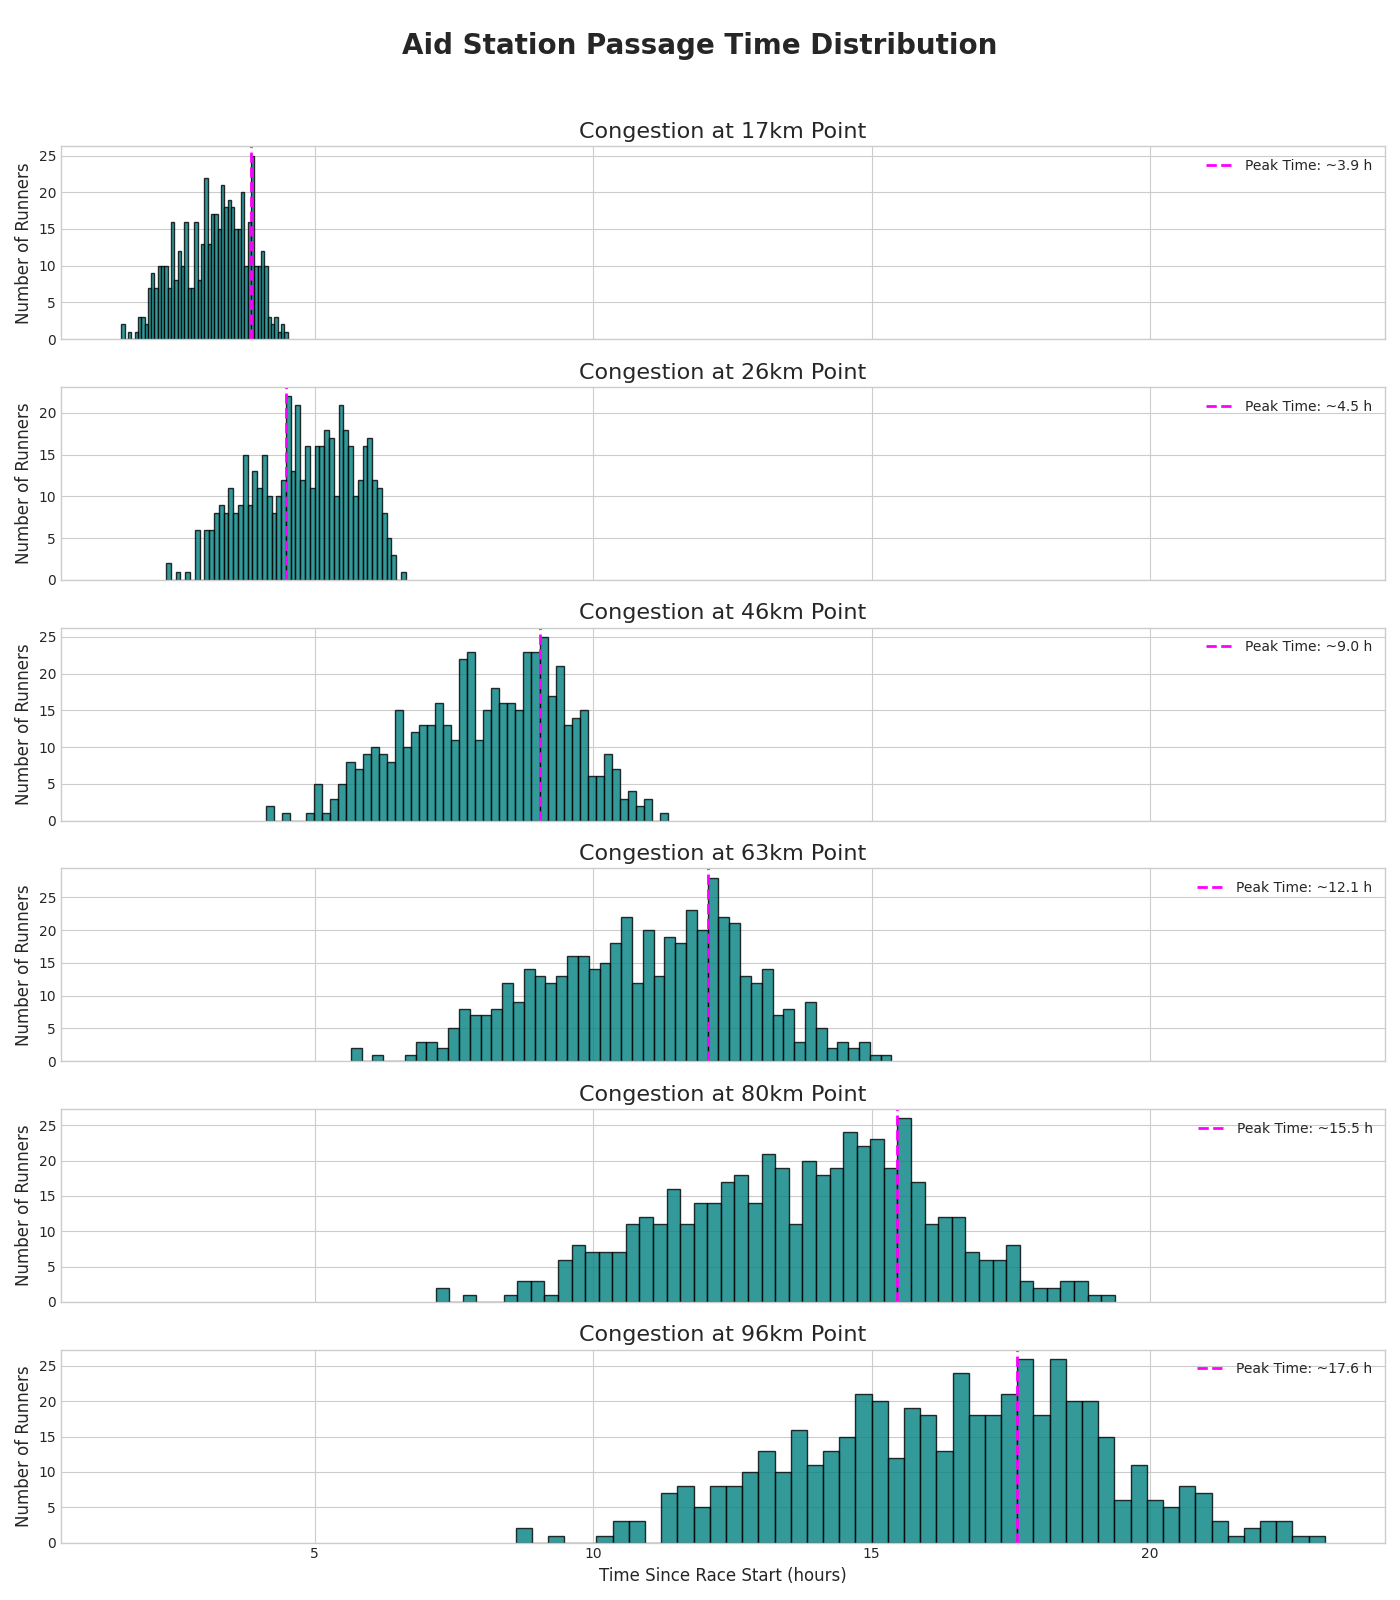 Aid Station Passage Time Distribution
Congestion at 17km Point
Number of Runners
25
20
15
10
5
0
Peak Time: ~3.9 h
Congestion at 26km Point
Number of Runners
20
15
10
5
0
Peak Time: ~4.5 h
Congestion at 46km Point
Number of Runners
25
20
15
10
5
0
Peak Time: ~9.0 h
Congestion at 63km Point
Number of Runners
25
20
15
10
5
0
Peak Time: ~12.1 h
Congestion at 80km Point
Number of Runners
25
20
15
10
5
0
Peak Time: ~15.5 h
Congestion at 96km Point
Number of Runners
25
20
15
10
5
0
Peak Time: ~17.6 h
5 10 15 20
Time Since Race Start (hours)